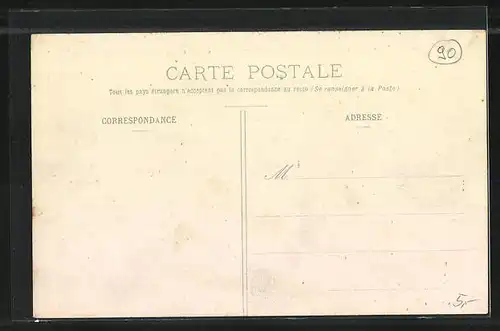 90
CARTE POSTALE
Tous les pays étrangers n'acceptent pas la correspondance au recto (Se renseigner à la Poste)
CORRESPONDANCE
ADRESSE
M
5,-